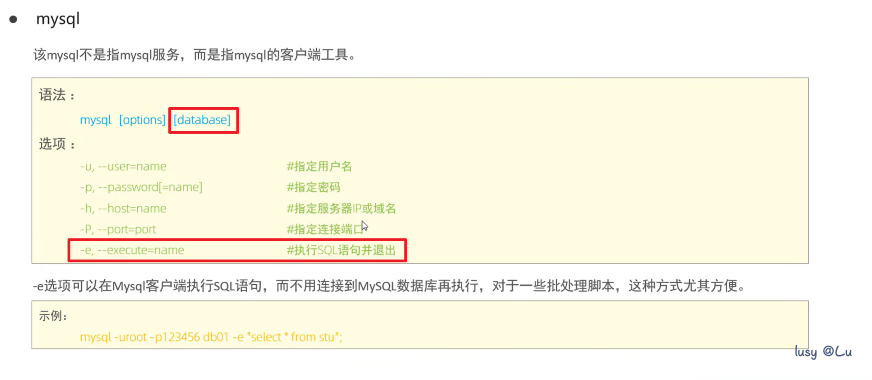 ● mysql
该mysql不是指mysql服务，而是指mysql的客户端工具。
语法：
mysql [options] [database]
选项：
-u, --user=name #指定用户名
-p, --password[=name] #指定密码
-h, --host=name #指定服务器IP或域名
-P, --port=port #指定连接端口
-e, --execute=name #执行SQL语句并退出
-e选项可以在Mysql客户端执行SQL语句，而不用连接到MySQL数据库再执行，对于一些批处理脚本，这种方式尤其方便。
示例：
mysql -uroot –p123456 db01 -e "select * from stu";
lusy @Lu